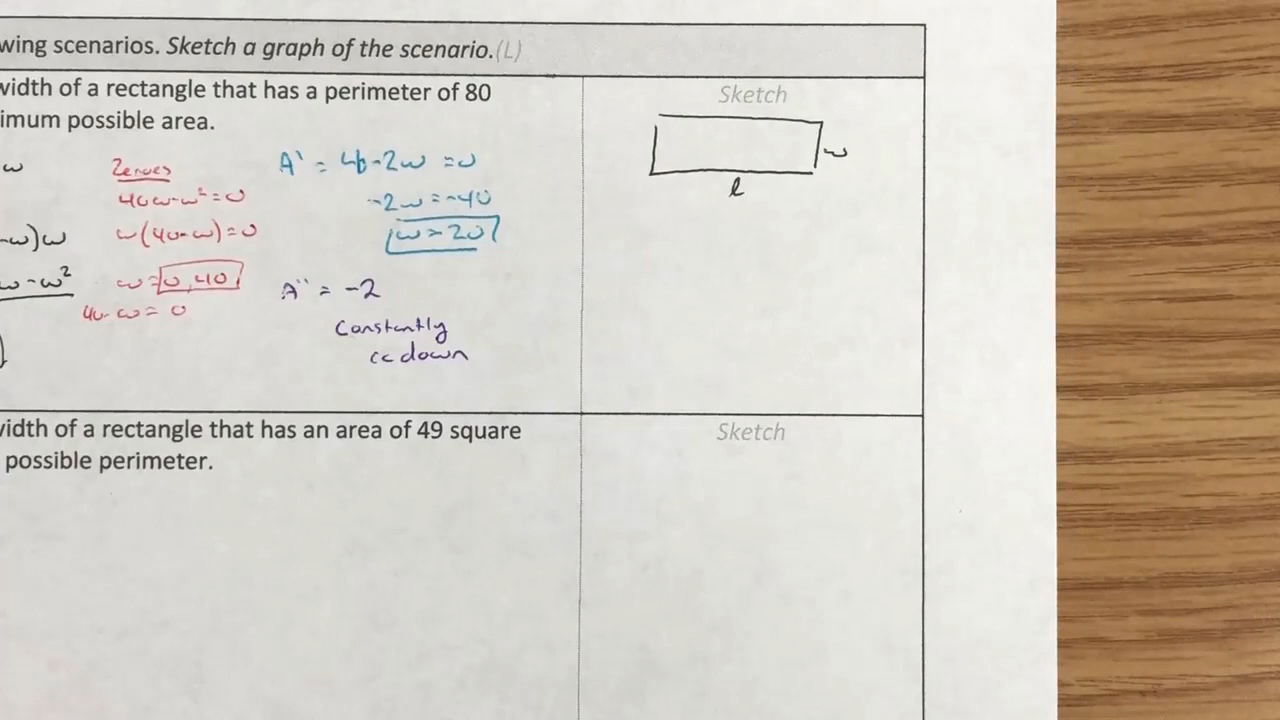 wing scenarios. Sketch a graph of the scenario. (L)
width of a rectangle that has a perimeter of 80
imum possible area.
Sketch
w
l
w
-w)w
w-w²
Zeroes
40w-w²=0
w(40-w)=0
w=0,40
40-w=0
A' = 40-2w =0
-2w=-40
w=20
A'' = -2
Constantly
cc down
vidth of a rectangle that has an area of 49 square
possible perimeter.
Sketch